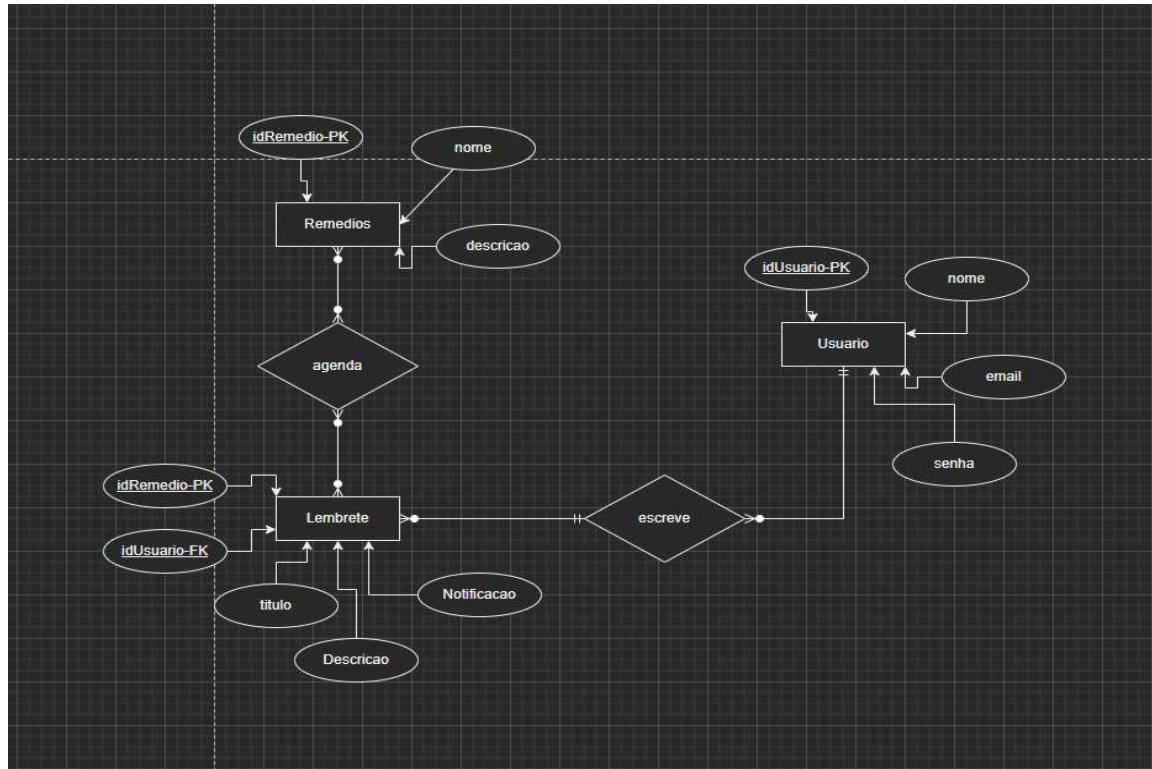 idRemedio-PK
nome
Remedios
descricao
idUsuario-PK
nome
Usuario
agenda
email
senha
idRemedio-PK
Lembrete
escreve
idUsuario-FK
titulo
Notificacao
Descricao